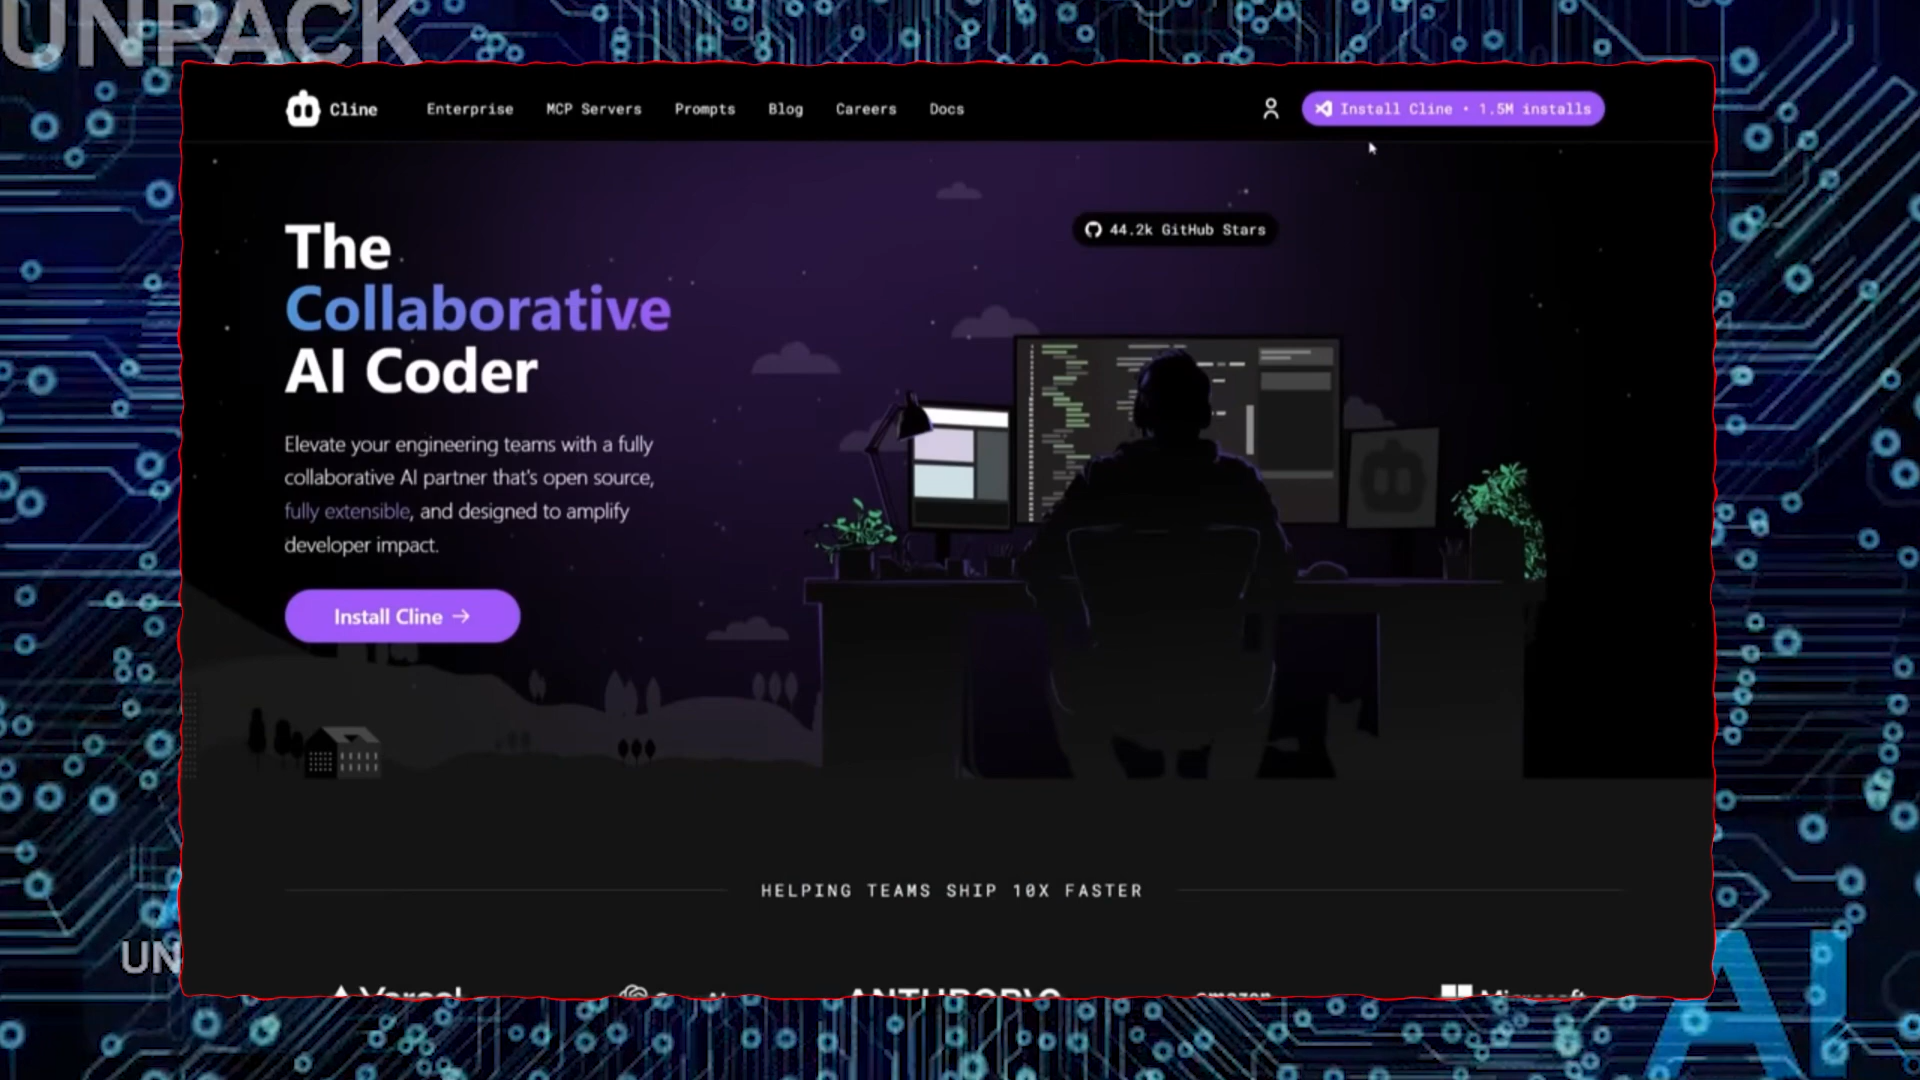 UNPACK
Cline
Enterprise
MCP Servers
Prompts
Blog
Careers
Docs
Install Cline • 1.5M installs
44.2k GitHub Stars
The
Collaborative
AI Coder
Elevate your engineering teams with a fully
collaborative AI partner that's open source,
fully extensible, and designed to amplify
developer impact.
Install Cline →
HELPING TEAMS SHIP 10X FASTER
UN
AI
Vercel
ANTHROPIC
amazon
Microsoft